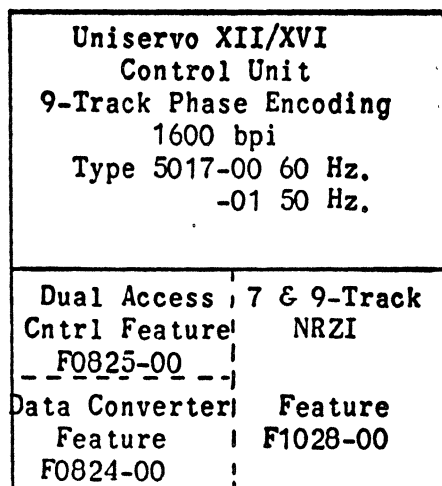 Uniservo XII/XVI
Control Unit
9-Track Phase Encoding
1600 bpi
Type 5017-00 60 Hz.
-01 50 Hz.
Dual Access
Cntrl Feature
F0825-00
Data Converter
Feature
F0824-00
7 & 9-Track
NRZI
Feature
F1028-00